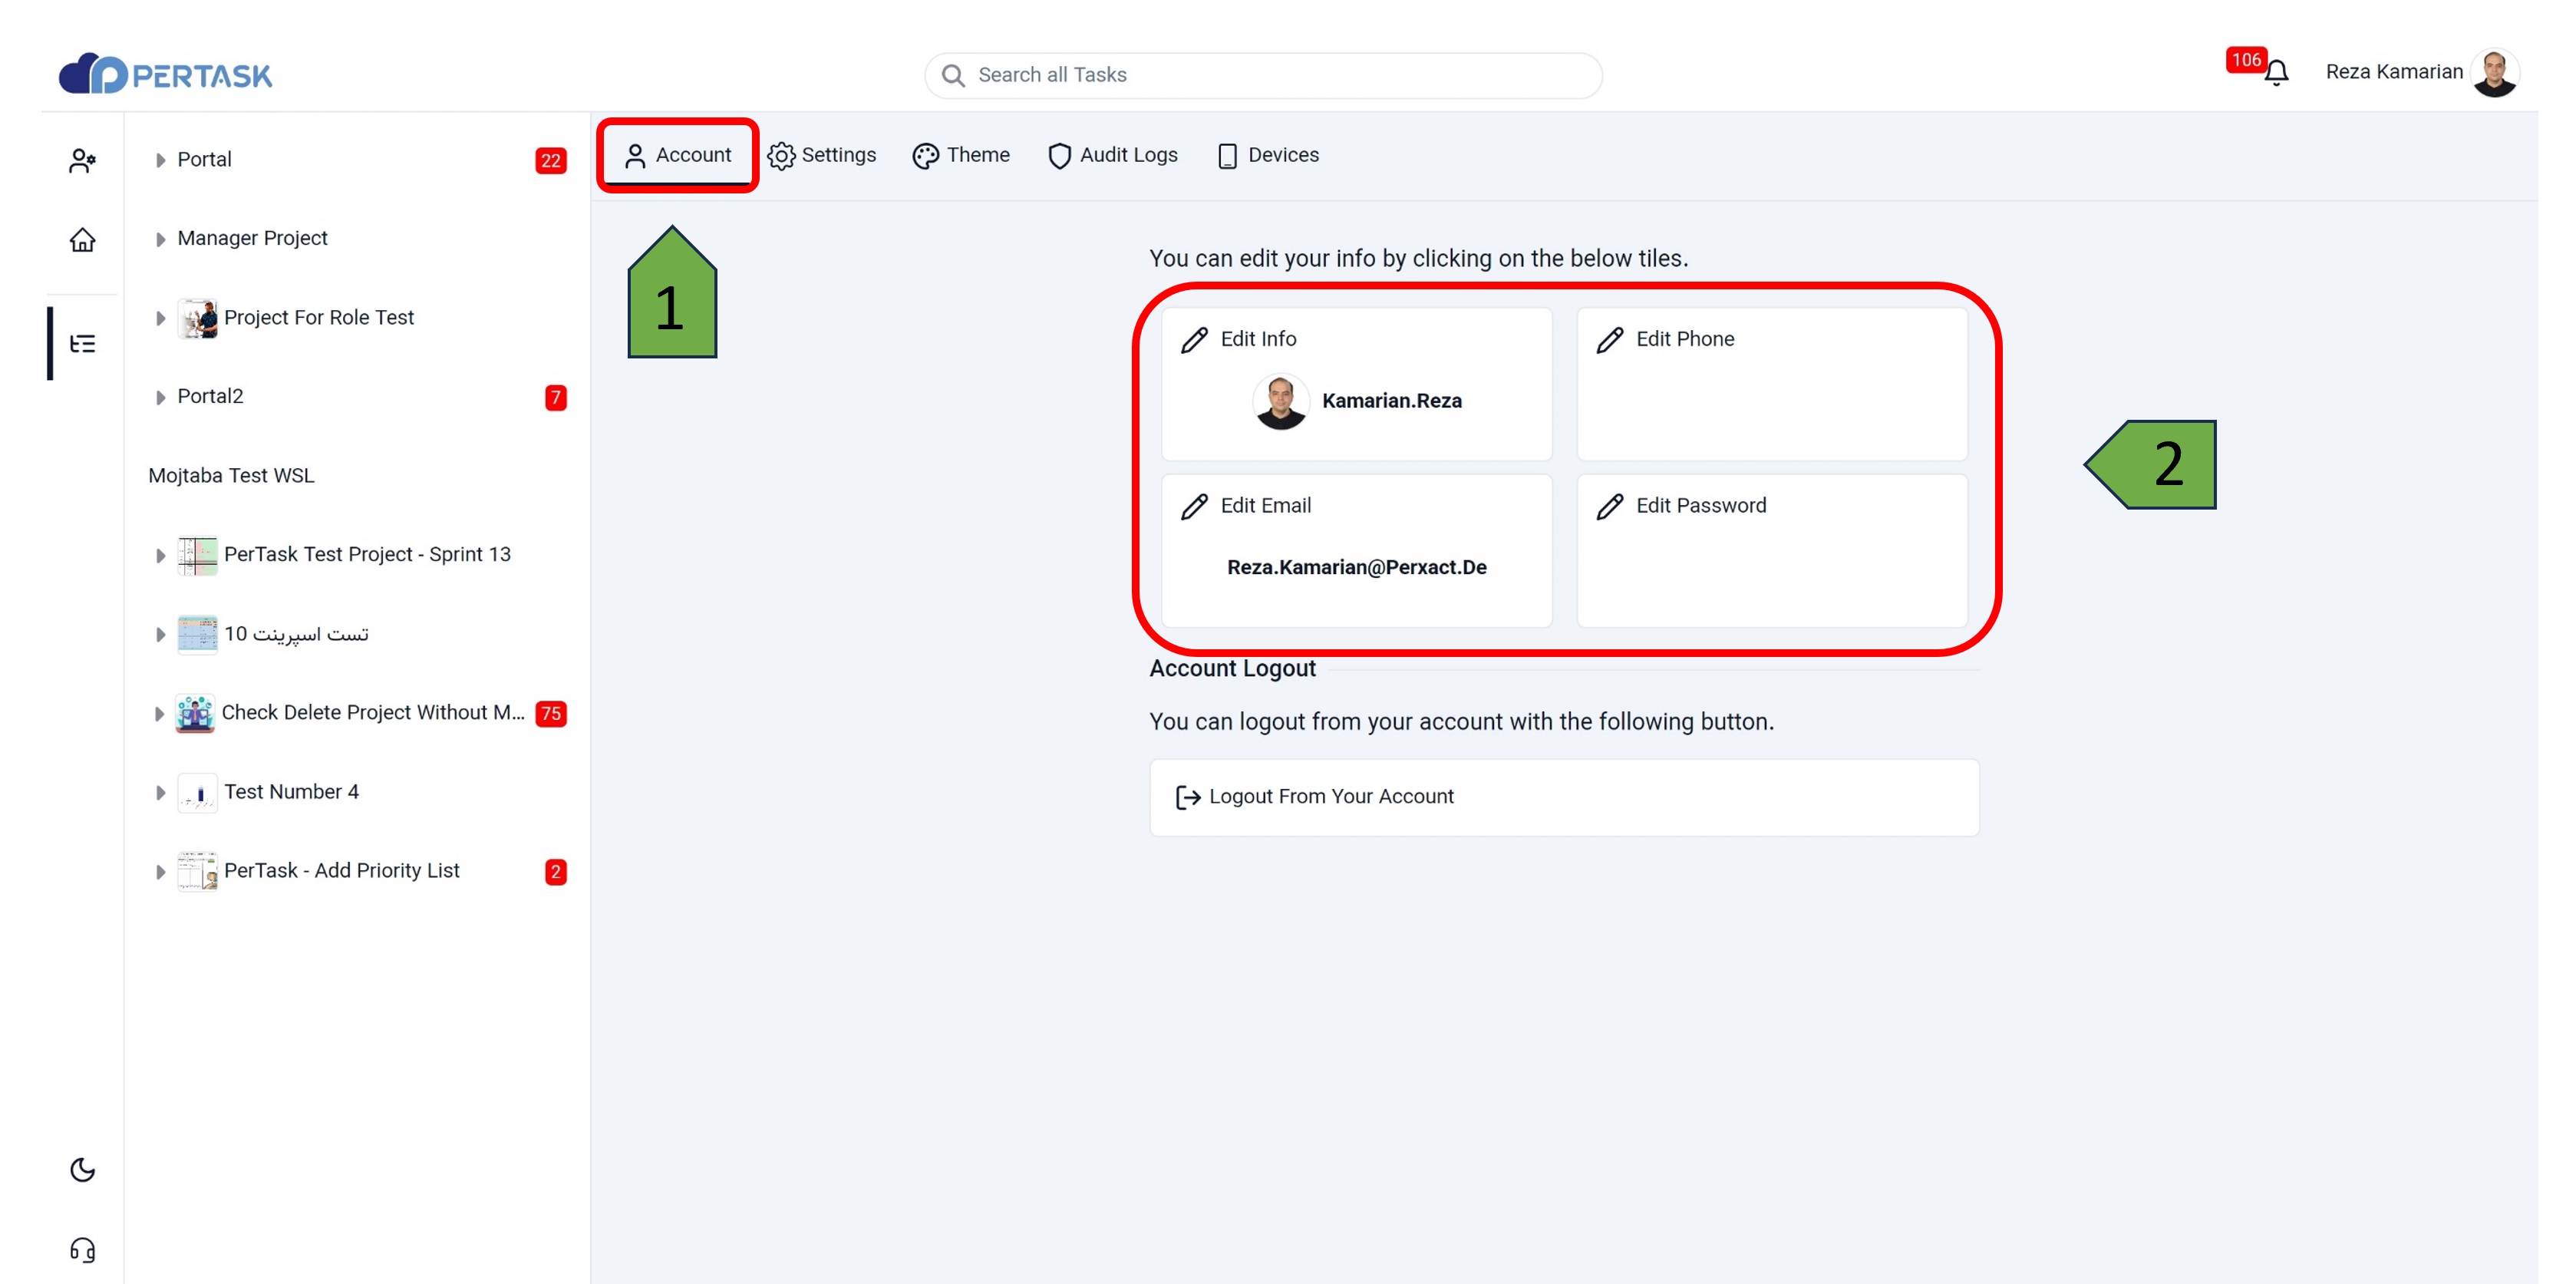 PERTASK
Search all Tasks
106
Reza Kamarian
Portal
22
Manager Project
Project For Role Test
Portal2
7
Mojtaba Test WSL
PerTask Test Project - Sprint 13
تست اسپرینت 10
Check Delete Project Without M...
75
Test Number 4
PerTask - Add Priority List
2
Account
Settings
Theme
Audit Logs
Devices
1
You can edit your info by clicking on the below tiles.
Edit Info
Kamarian.Reza
Edit Phone
Edit Email
Reza.Kamarian@Perxact.De
Edit Password
2
Account Logout
You can logout from your account with the following button.
Logout From Your Account